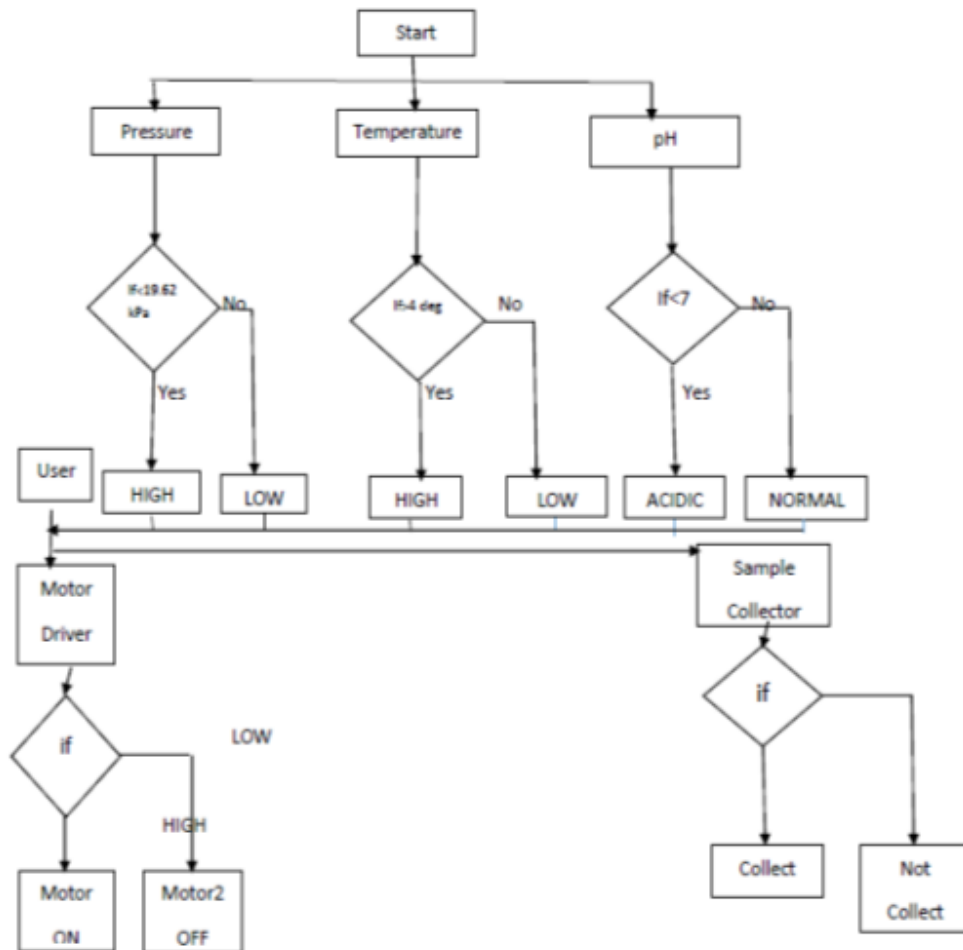 Start
Pressure
Temperature
pH
If<19.62
kPa
No
If>4 deg
No
If<7
No
Yes
Yes
Yes
User
HIGH
LOW
HIGH
LOW
ACIDIC
NORMAL
Motor
Driver
Sample
Collector
if
LOW
if
HIGH
Motor
ON
Motor2
OFF
Collect
Not
Collect